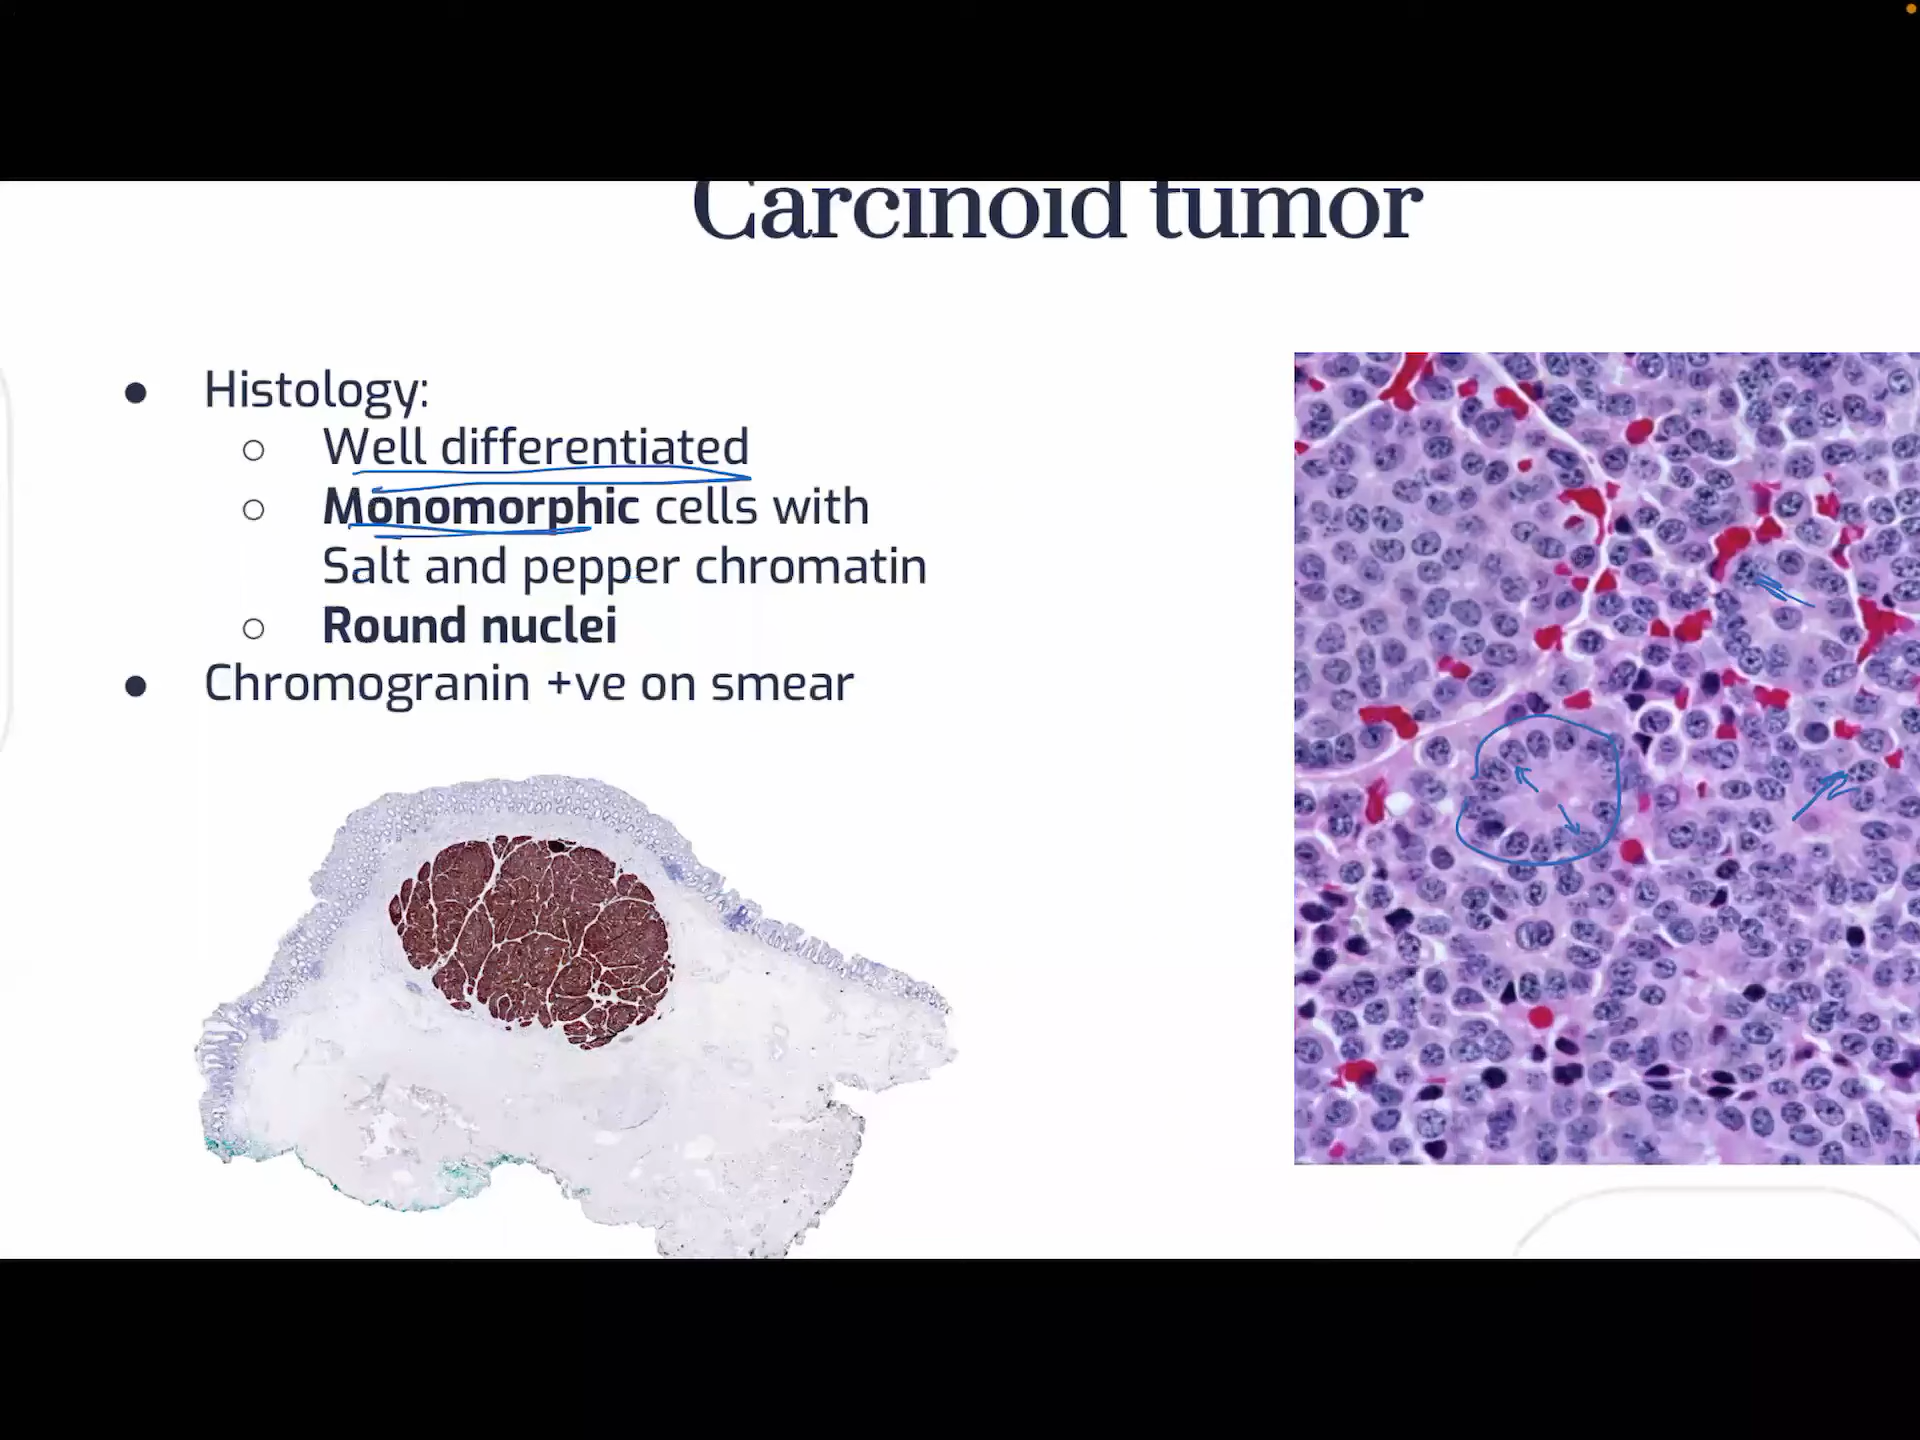 Carcinoid tumor
● Histology:
○ Well differentiated
○ Monomorphic cells with
Salt and pepper chromatin
○ Round nuclei
● Chromogranin +ve on smear